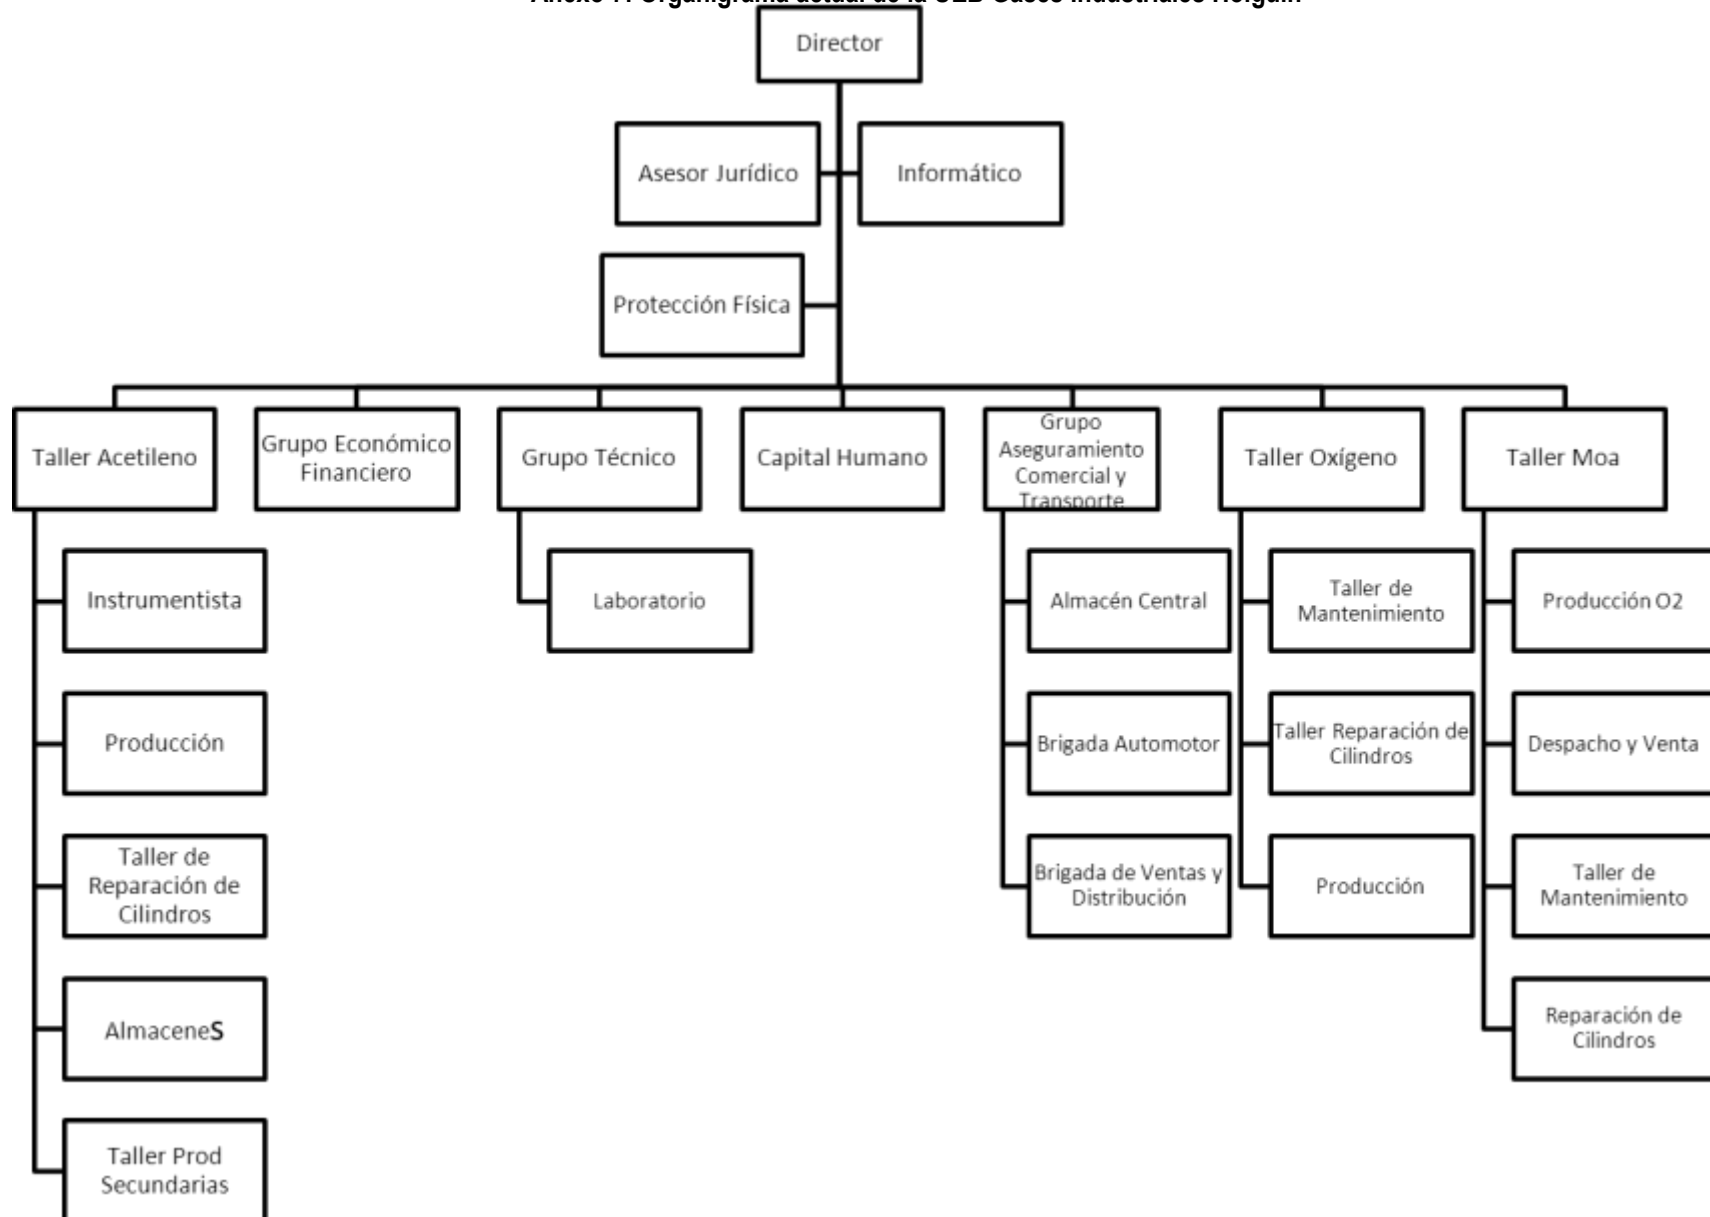 Director
Asesor Jurídico
Informático
Protección Física
Taller Acetileno
Grupo Económico
Financiero
Grupo Técnico
Capital Humano
Grupo
Aseguramiento
Comercial y
Transporte
Taller Oxígeno
Taller Moa
Instrumentista
Laboratorio
Almacén Central
Taller de
Mantenimiento
Producción O2
Producción
Brigada Automotor
Taller Reparación de
Cilindros
Despacho y Venta
Taller de
Reparación de
Cilindros
Brigada de Ventas y
Distribución
Producción
Taller de
Mantenimiento
AlmaceneS
Reparación de
Cilindros
Taller Prod
Secundarias